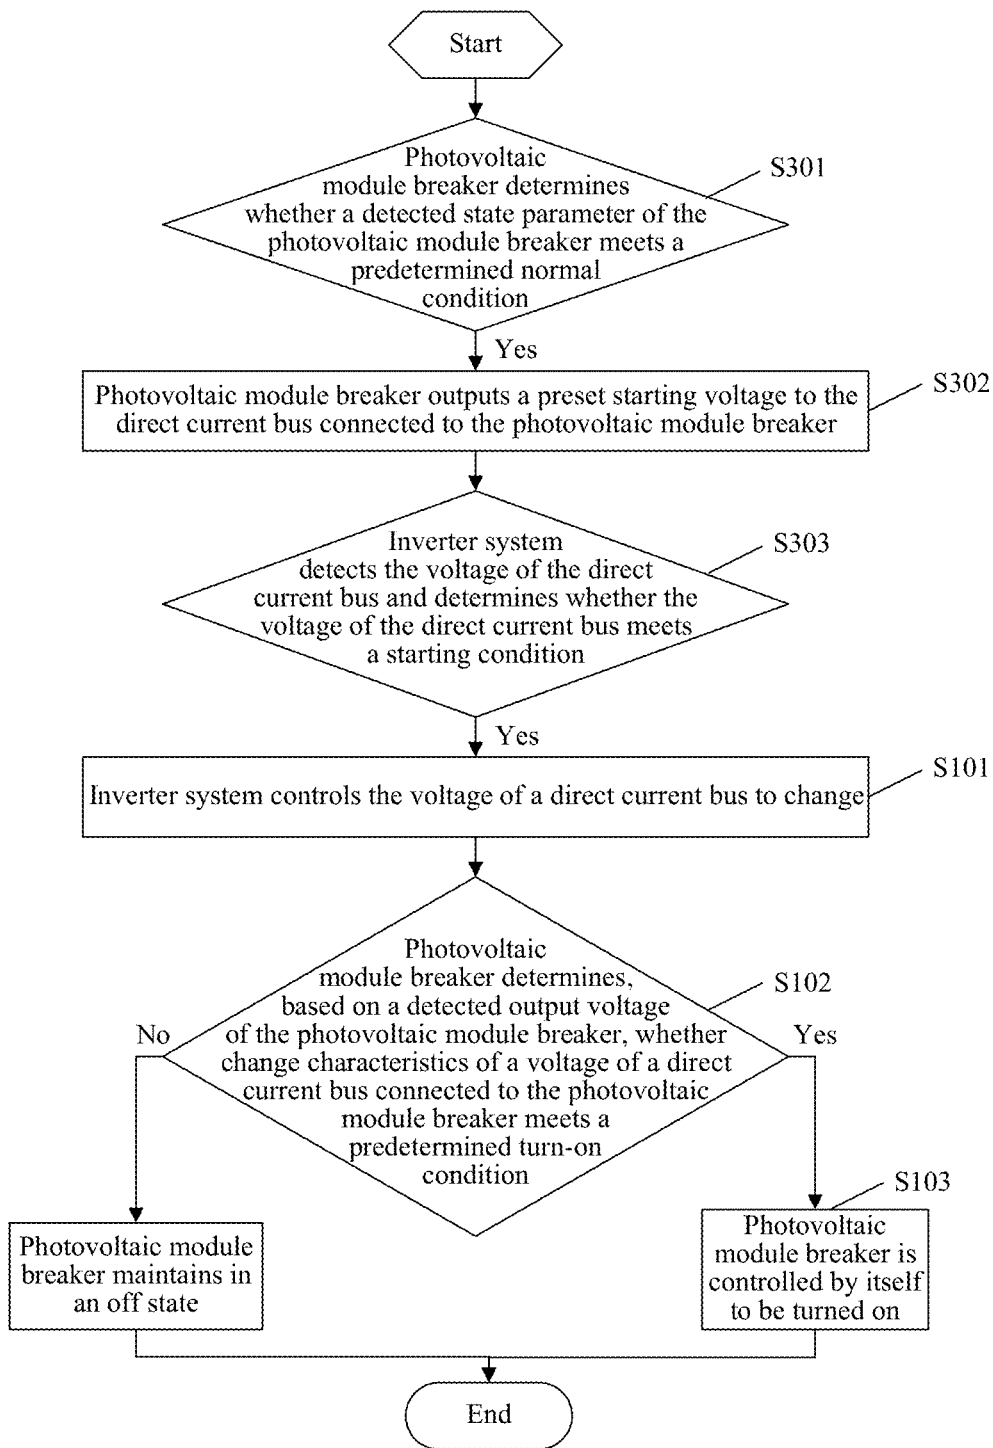 Start
Photovoltaic
module breaker determines
whether a detected state parameter of the
photovoltaic module breaker meets a
predetermined normal
condition
S301
Yes
Photovoltaic module breaker outputs a preset starting voltage to the
direct current bus connected to the photovoltaic module breaker
S302
Inverter system
detects the voltage of the direct
current bus and determines whether the
voltage of the direct current bus meets
a starting condition
S303
Yes
Inverter system controls the voltage of a direct current bus to change
S101
Photovoltaic
module breaker determines,
based on a detected output voltage
of the photovoltaic module breaker, whether
change characteristics of a voltage of a direct
current bus connected to the photovoltaic
module breaker meets a
predetermined turn-on
condition
S102
No
Yes
Photovoltaic module
breaker maintains in
an off state
S103
Photovoltaic
module breaker is
controlled by itself
to be turned on
End